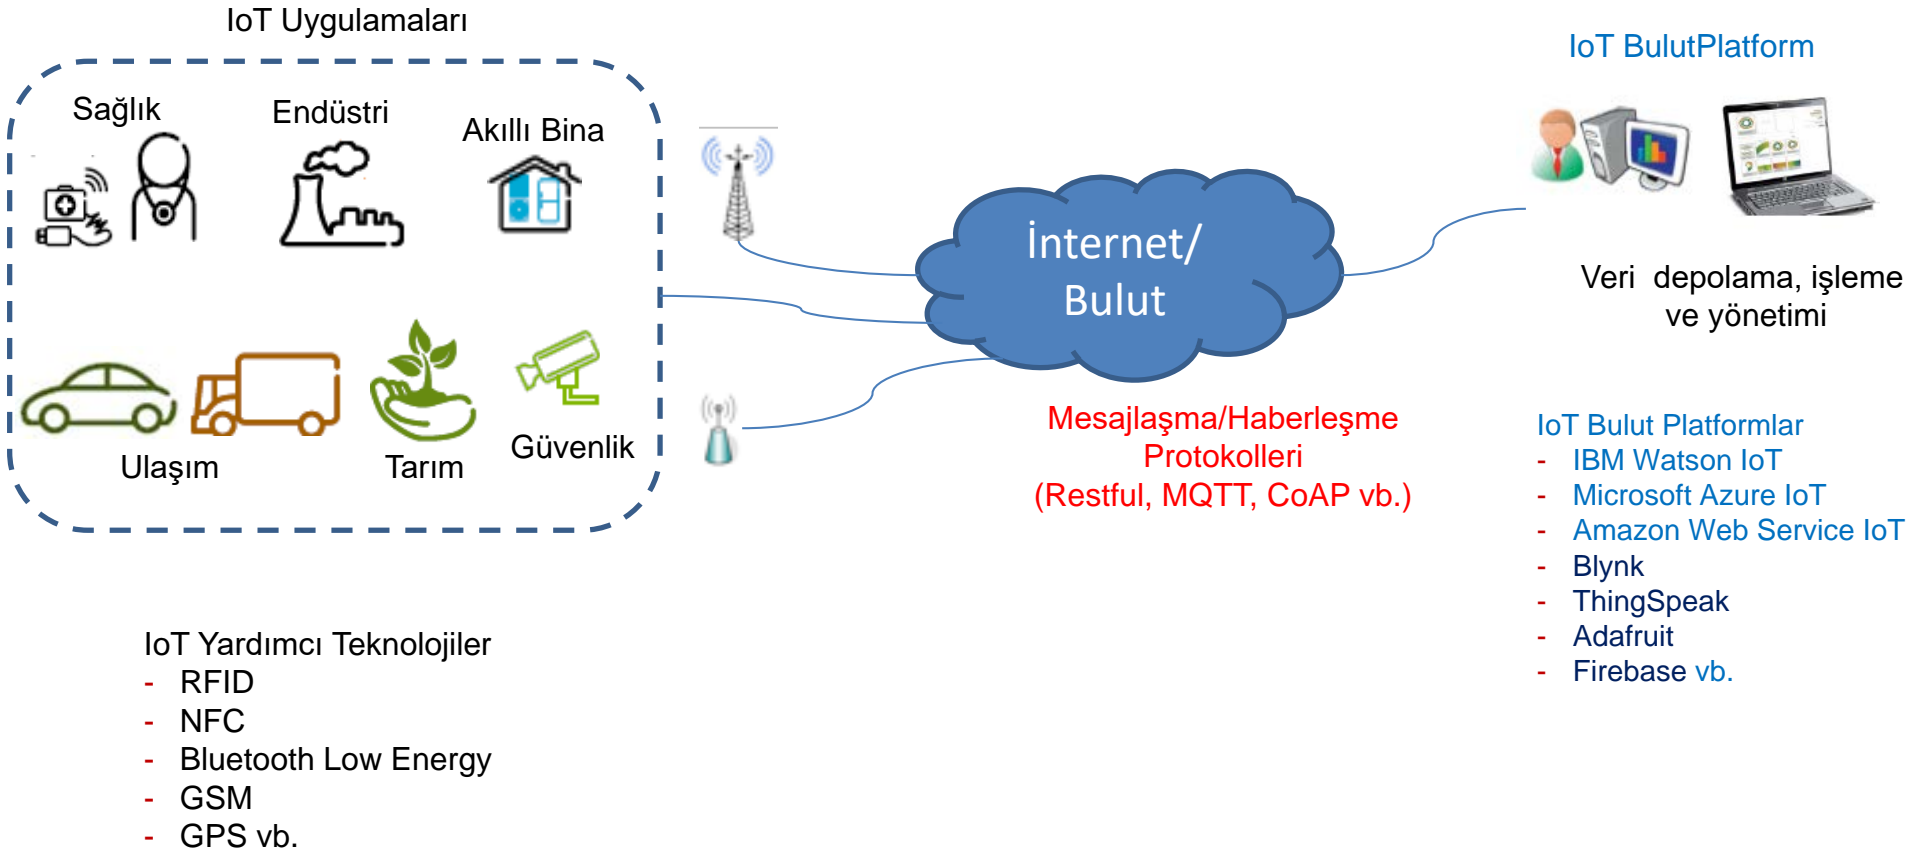 IoT Uygulamaları
Sağlık
Endüstri
Akıllı Bina
Ulaşım
Tarım
Güvenlik
İnternet/
Bulut
Mesajlaşma/Haberleşme
Protokolleri
(Restful, MQTT, CoAP vb.)
IoT BulutPlatform
Veri depolama, işleme
ve yönetimi
IoT Bulut Platformlar
- IBM Watson IoT
- Microsoft Azure IoT
- Amazon Web Service IoT
- Blynk
- ThingSpeak
- Adafruit
- Firebase vb.
IoT Yardımcı Teknolojiler
- RFID
- NFC
- Bluetooth Low Energy
- GSM
- GPS vb.